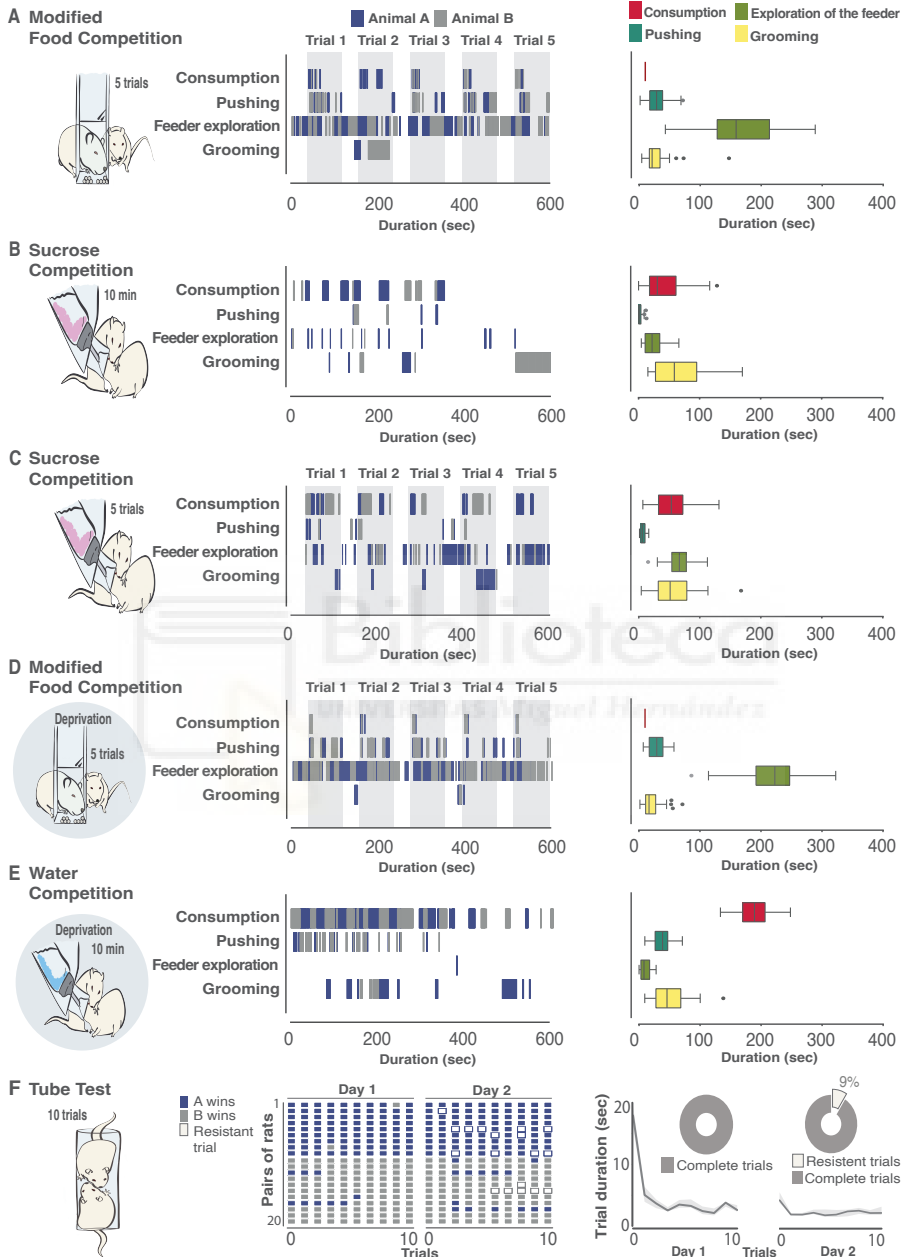 A Modified
Food Competition
5 trials
Animal A Animal B
Trial 1 Trial 2 Trial 3 Trial 4 Trial 5
Consumption
Pushing
Feeder exploration
Grooming
0 200 400 600
Duration (sec)
Consumption Exploration of the feeder
Pushing Grooming
0 100 200 300 400
Duration (sec)
B Sucrose
Competition
10 min
Consumption
Pushing
Feeder exploration
Grooming
0 200 400 600
Duration (sec)
0 100 200 300 400
Duration (sec)
C Sucrose
Competition
5 trials
Trial 1 Trial 2 Trial 3 Trial 4 Trial 5
Consumption
Pushing
Feeder exploration
Grooming
0 200 400 600
Duration (sec)
0 100 200 300 400
Duration (sec)
Biblioteca
UNIVERSITAS Miguel Hernández
D Modified
Food Competition
Deprivation
5 trials
Trial 1 Trial 2 Trial 3 Trial 4 Trial 5
Consumption
Pushing
Feeder exploration
Grooming
0 200 400 600
Duration (sec)
0 100 200 300 400
Duration (sec)
E Water
Competition
Deprivation
10 min
Consumption
Pushing
Feeder exploration
Grooming
0 200 400 600
Duration (sec)
0 100 200 300 400
Duration (sec)
F Tube Test
10 trials
A wins
B wins
Resistant
trial
Day 1 Day 2
Pairs of rats
1
20
0 10 0 10
Trials
Trial duration (sec)
20
10
0
9%
Complete trials
Resistent trials
Complete trials
0 10 0 10
Day 1 Trials Day 2